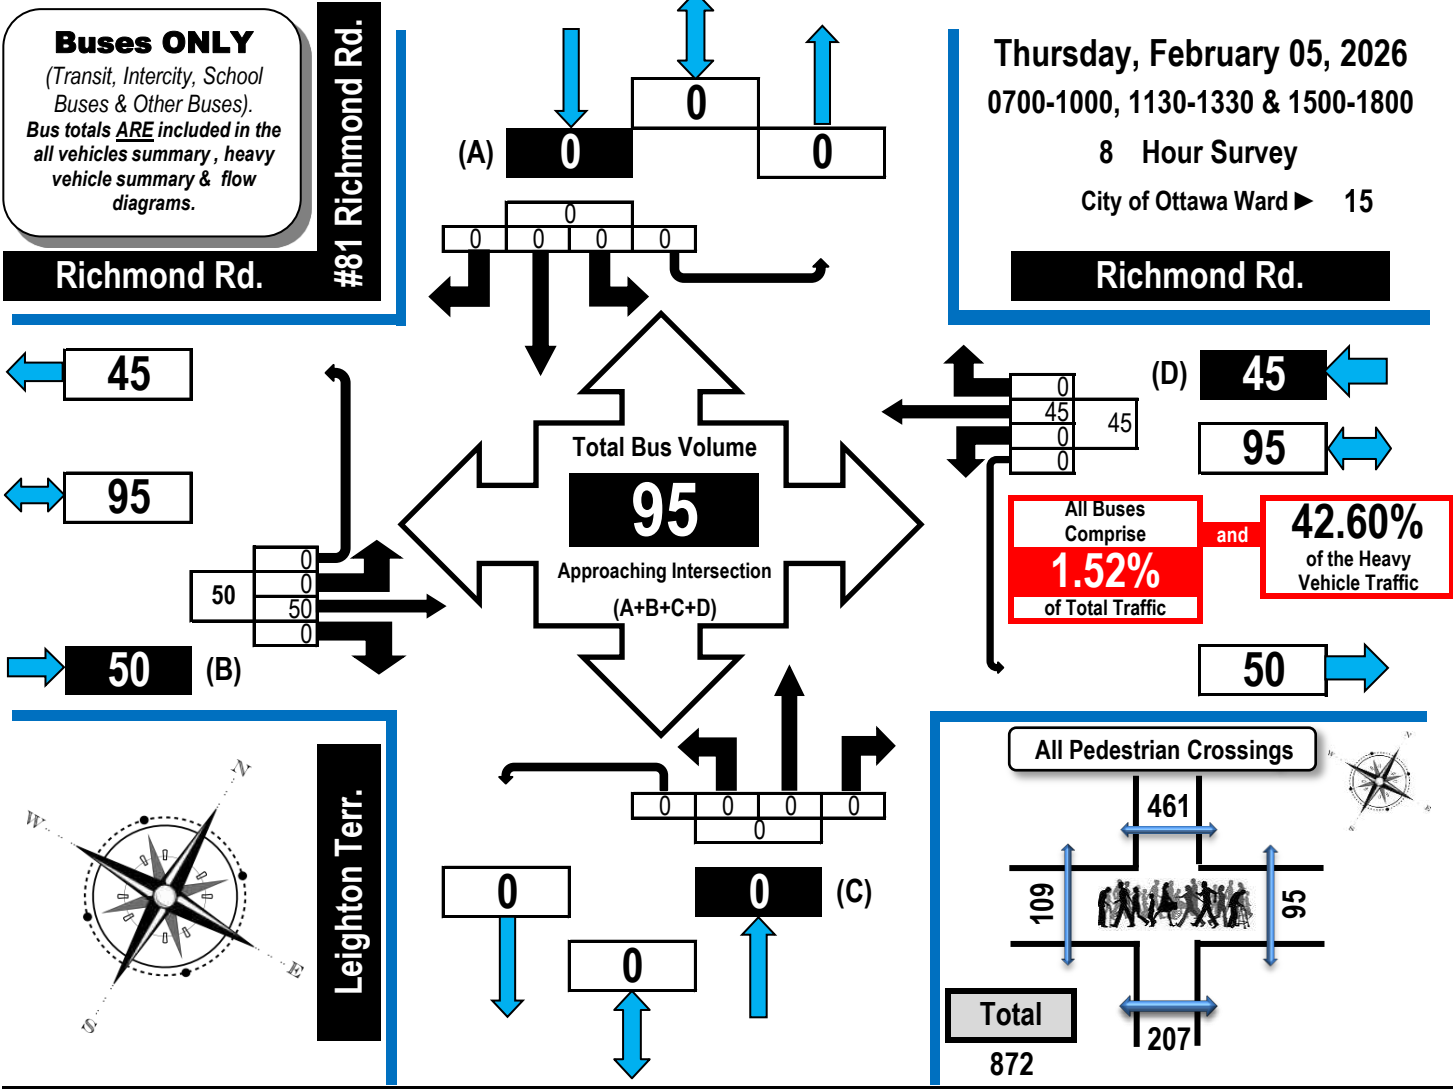 Buses ONLY
(Transit, Intercity, School
Buses & Other Buses).
Bus totals ARE included in the
all vehicles summary , heavy
vehicle summary & flow
diagrams.
#81 Richmond Rd.
Richmond Rd.
0
(A) 0
0
0
0 0 0 0
Thursday, February 05, 2026
0700-1000, 1130-1330 & 1500-1800
8 Hour Survey
City of Ottawa Ward ► 15
Richmond Rd.
45
95
0
0
50
50
0
50 (B)
Total Bus Volume
95
Approaching Intersection
(A+B+C+D)
(D) 45
0
45
45
0
0
95
All Buses
Comprise
1.52%
of Total Traffic
and
42.60%
of the Heavy
Vehicle Traffic
50
N
W
E
S
Leighton Terr.
0 0 0 0
0
0
0 (C)
0
All Pedestrian Crossings
N
W
E
S
461
109
95
207
Total
872